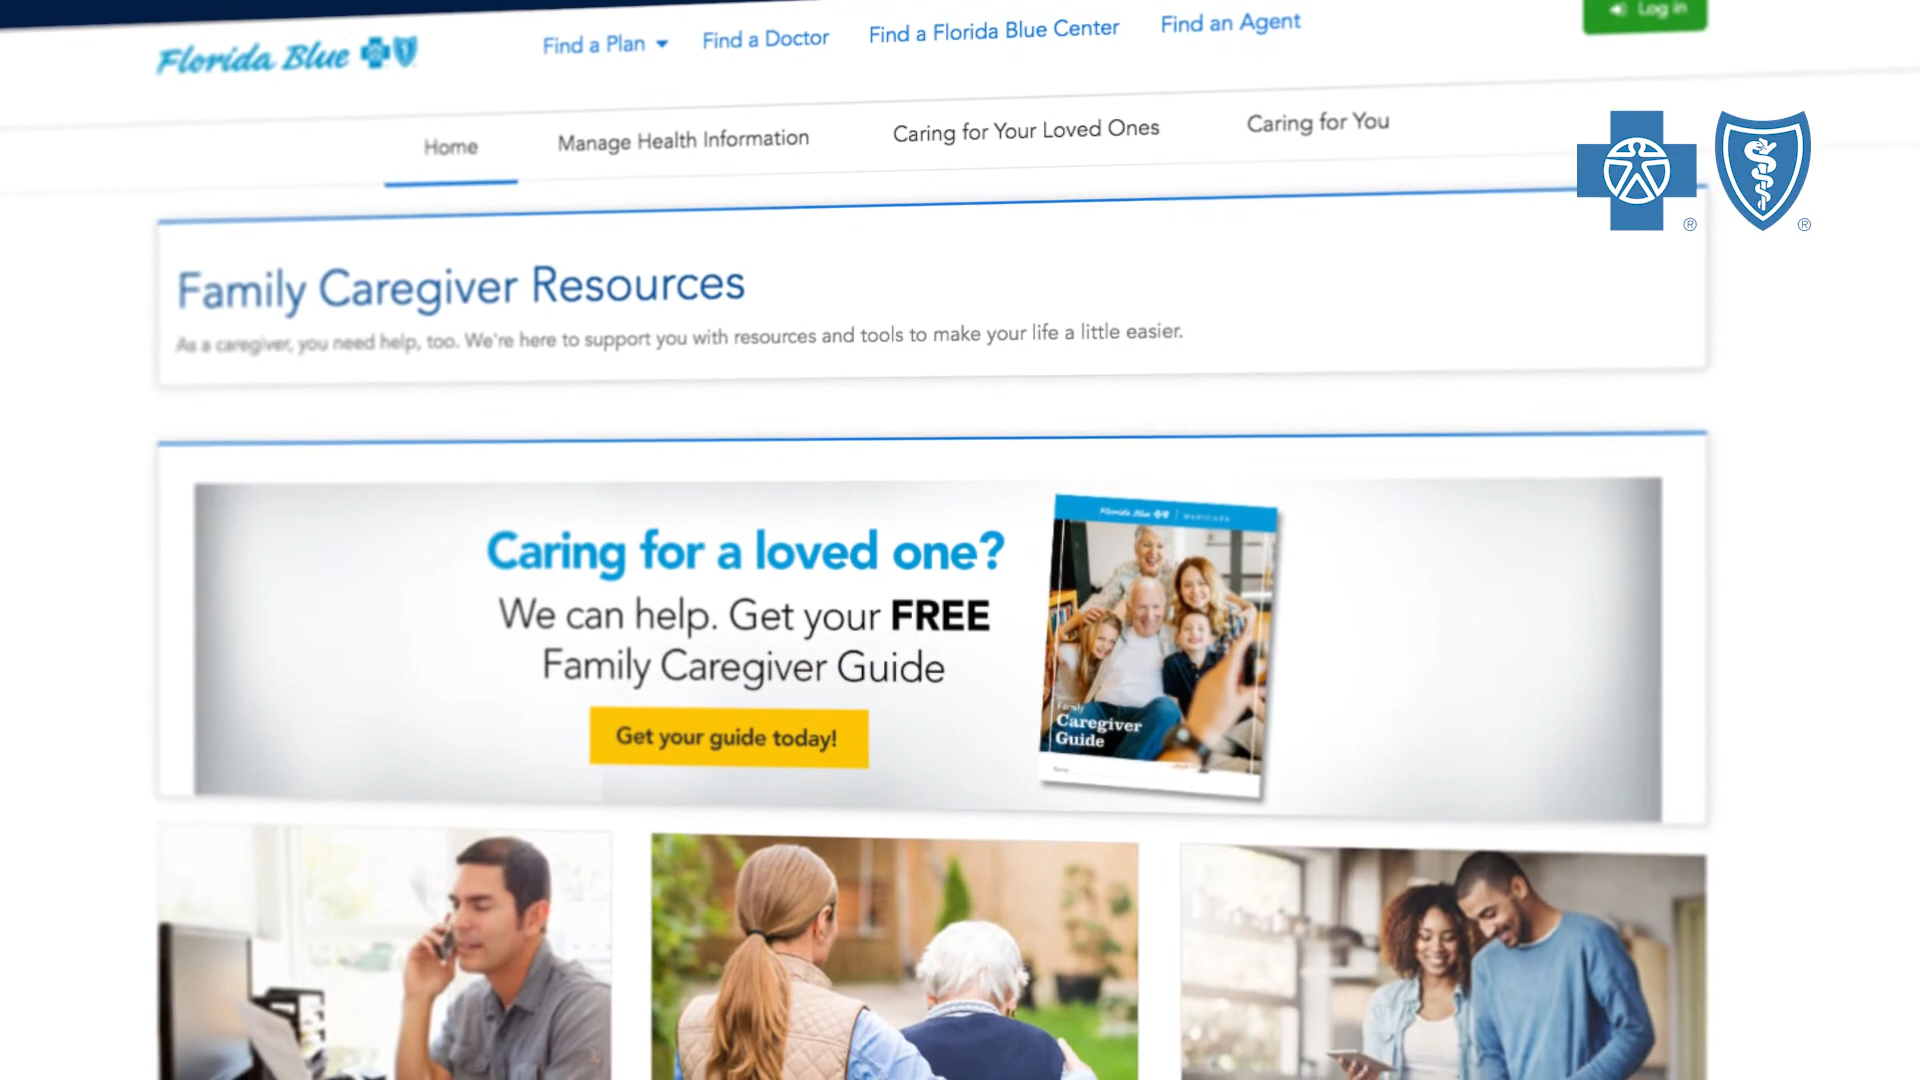 Florida Blue
Find a Plan
Find a Doctor
Find a Florida Blue Center
Find an Agent
Log in
Home
Manage Health Information
Caring for Your Loved Ones
Caring for You
®
®
Family Caregiver Resources
As a caregiver, you need help, too. We're here to support you with resources and tools to make your life a little easier.
Caring for a loved one?
We can help. Get your FREE
Family Caregiver Guide
Get your guide today!
Florida Blue
Family
Caregiver
Guide